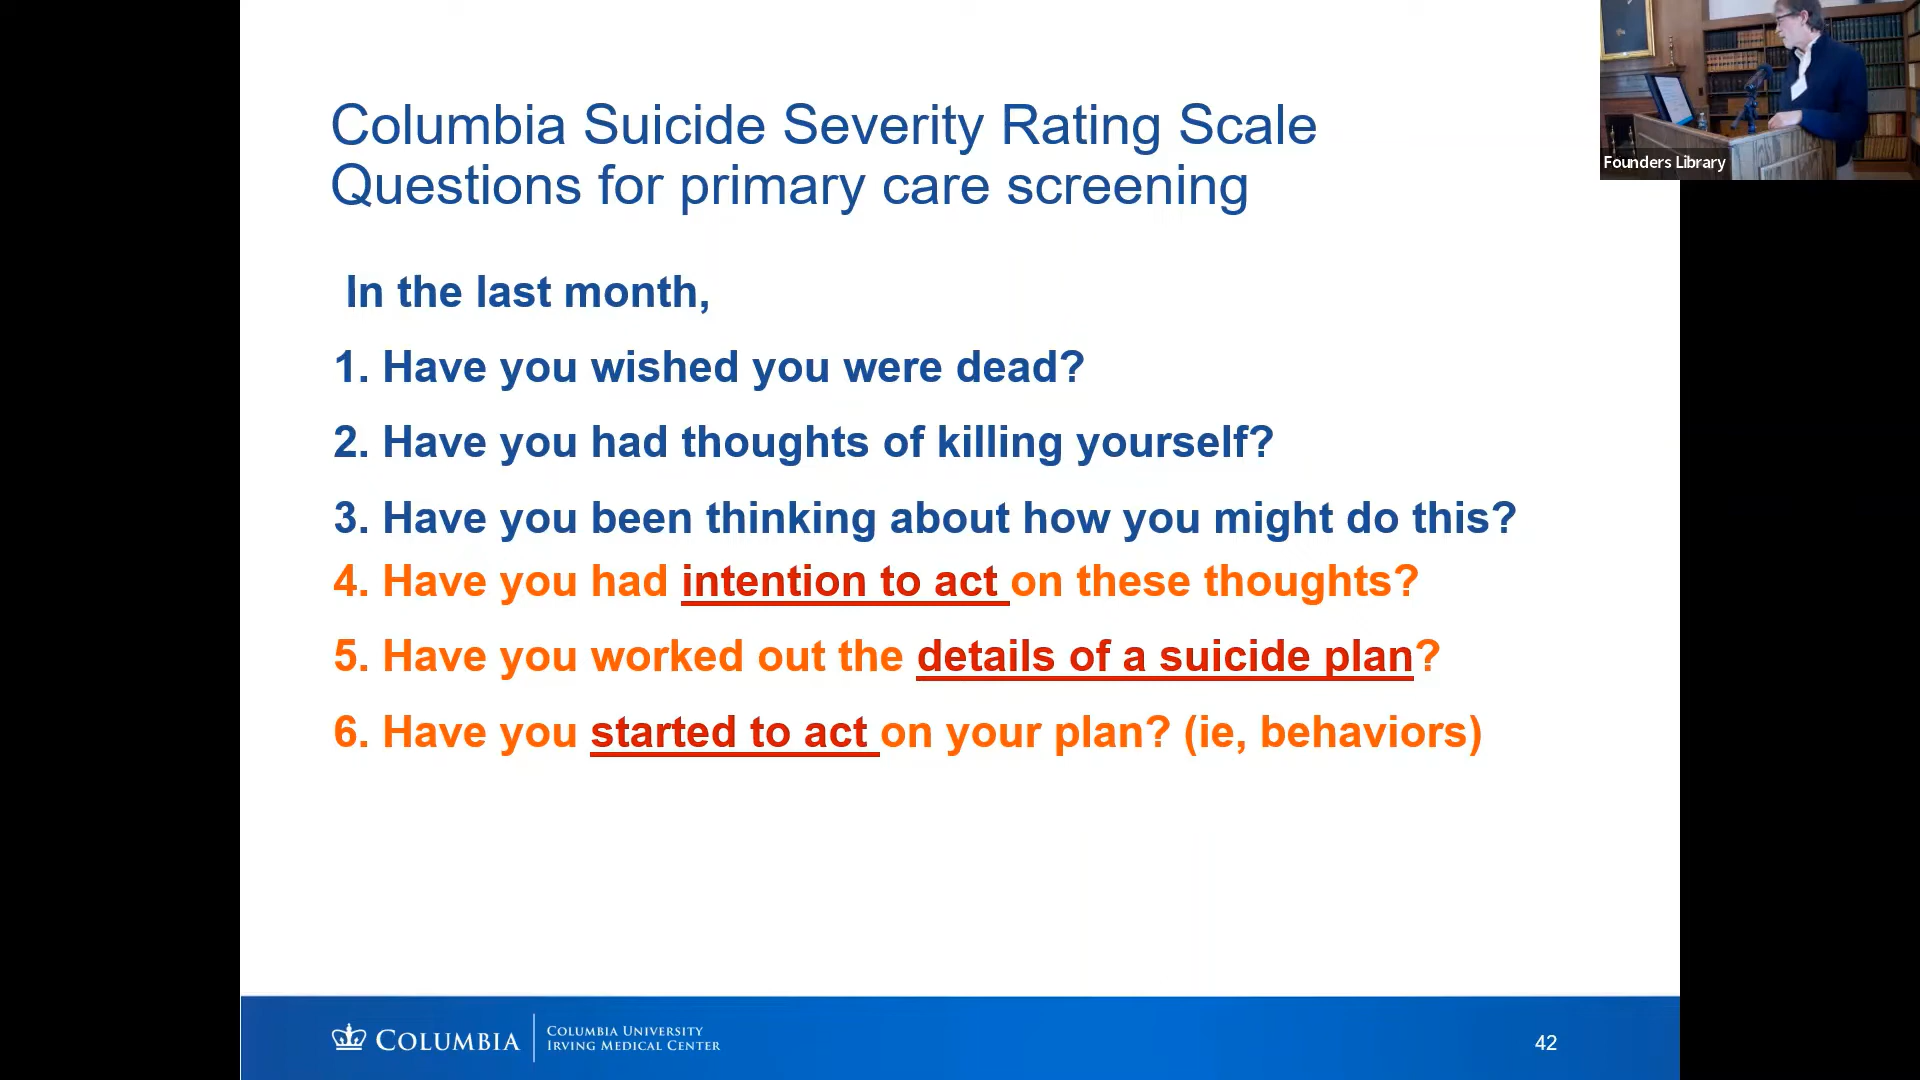 Columbia Suicide Severity Rating Scale
Questions for primary care screening
In the last month,
1. Have you wished you were dead?
2. Have you had thoughts of killing yourself?
3. Have you been thinking about how you might do this?
4. Have you had intention to act on these thoughts?
5. Have you worked out the details of a suicide plan?
6. Have you started to act on your plan? (ie, behaviors)
Founders Library
COLUMBIA
COLUMBIA UNIVERSITY
IRVING MEDICAL CENTER
42